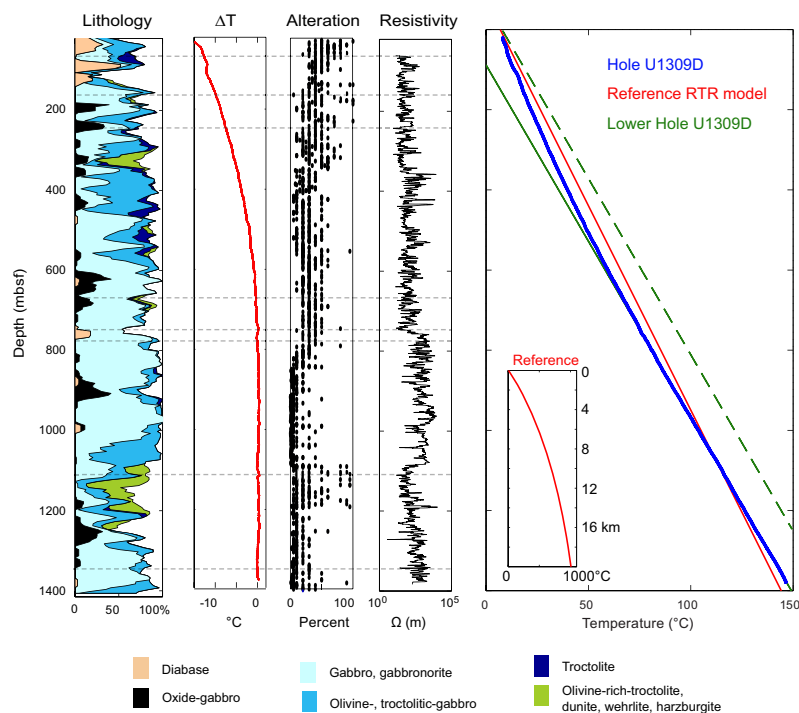 Lithology ΔT Alteration Resistivity
Hole U1309D
Reference RTR model
Lower Hole U1309D
Depth (mbsf)
200
400
600
800
1000
1200
1400
0 50 100%
-10 0
°C
0 100
Percent
10⁰ 10⁵
Ω (m)
Reference
0
4
8
12
16 km
0 1000°C
0 50 100 150
Temperature (°C)
Diabase
Oxide-gabbro
Gabbro, gabbronorite
Olivine-, troctolitic-gabbro
Troctolite
Olivine-rich-troctolite,
dunite, wehrlite, harzburgite